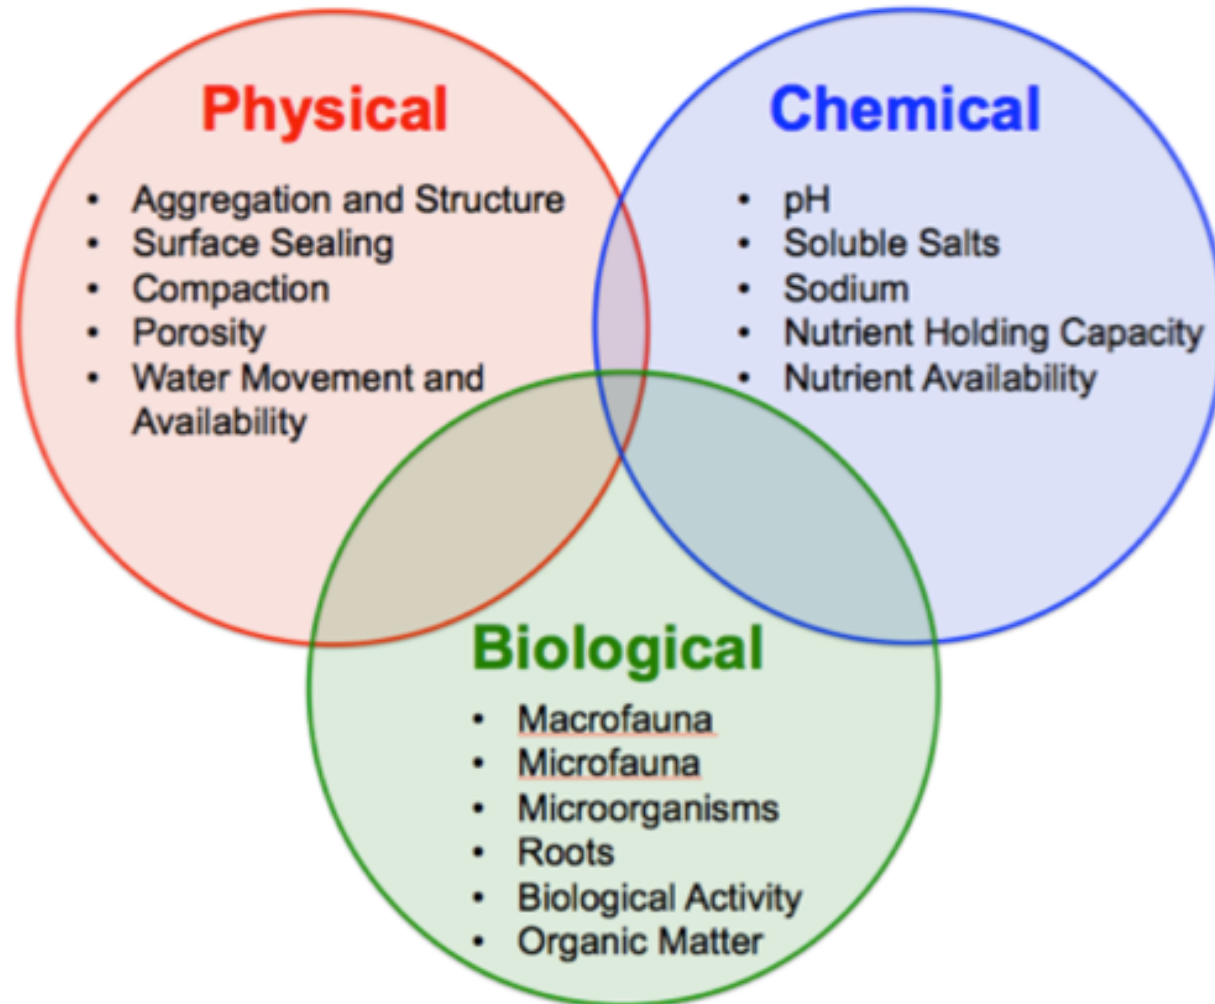 Physical
• Aggregation and Structure
• Surface Sealing
• Compaction
• Porosity
• Water Movement and
Availability
Chemical
• pH
• Soluble Salts
• Sodium
• Nutrient Holding Capacity
• Nutrient Availability
Biological
• Macrofauna
• Microfauna
• Microorganisms
• Roots
• Biological Activity
• Organic Matter